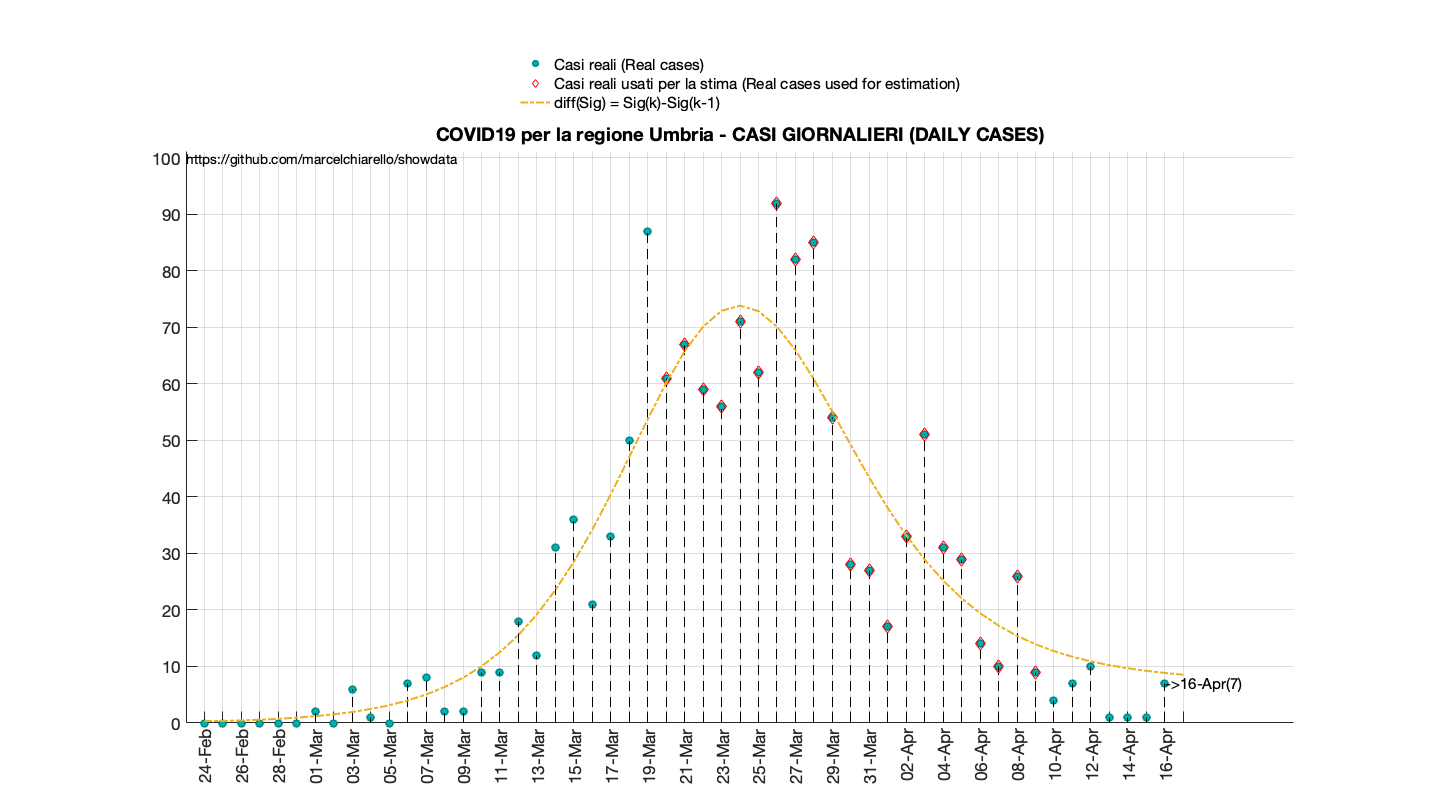 Casi reali (Real cases)
Casi reali usati per la stima (Real cases used for estimation)
diff(Sig) = Sig(k)-Sig(k-1)
COVID19 per la regione Umbria - CASI GIORNALIERI (DAILY CASES)
https://github.com/marcelchiarello/showdata
100
90
80
70
60
50
40
30
20
10
0
->16-Apr(7)
24-Feb
26-Feb
28-Feb
01-Mar
03-Mar
05-Mar
07-Mar
09-Mar
11-Mar
13-Mar
15-Mar
17-Mar
19-Mar
21-Mar
23-Mar
25-Mar
27-Mar
29-Mar
31-Mar
02-Apr
04-Apr
06-Apr
08-Apr
10-Apr
12-Apr
14-Apr
16-Apr